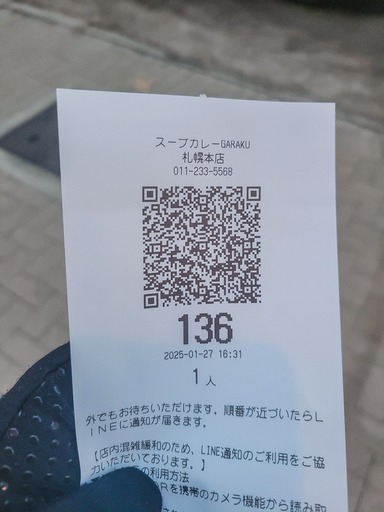 スープカレーGARAKU
札幌本店
011-233-5568
136
2025-01-27 16:31
1人
外でもお待ちいただけます。順番が近づいたらL
INEに通知が届きます。
【店内混雑緩和のため、LINE通知のご利用をご協
力いただいております。】
の利用方法
Rを携帯のカメラ機能から読み取